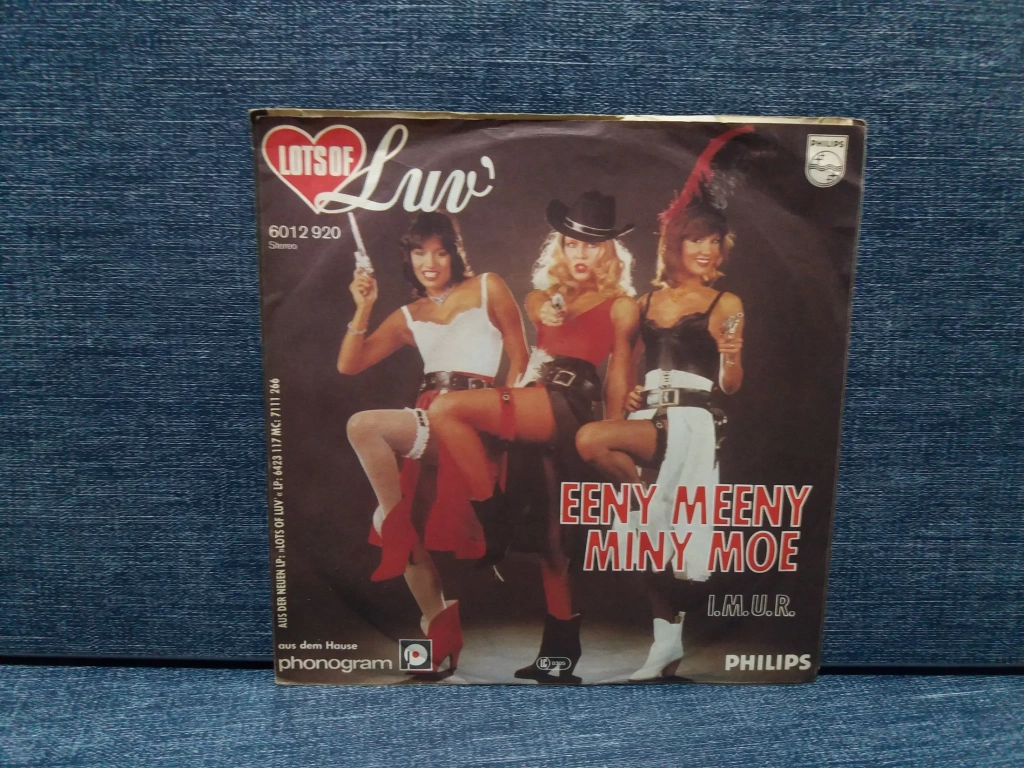 LOTS OF Luv'
6012 920
Stereo
PHILIPS
AUS DER NEUEN LP: »LOTS OF LUV'« LP: 6423 117 MC: 7111 266
EENY MEENY
MINY MOE
I.M.U.R.
aus dem Hause
phonogram
PHILIPS